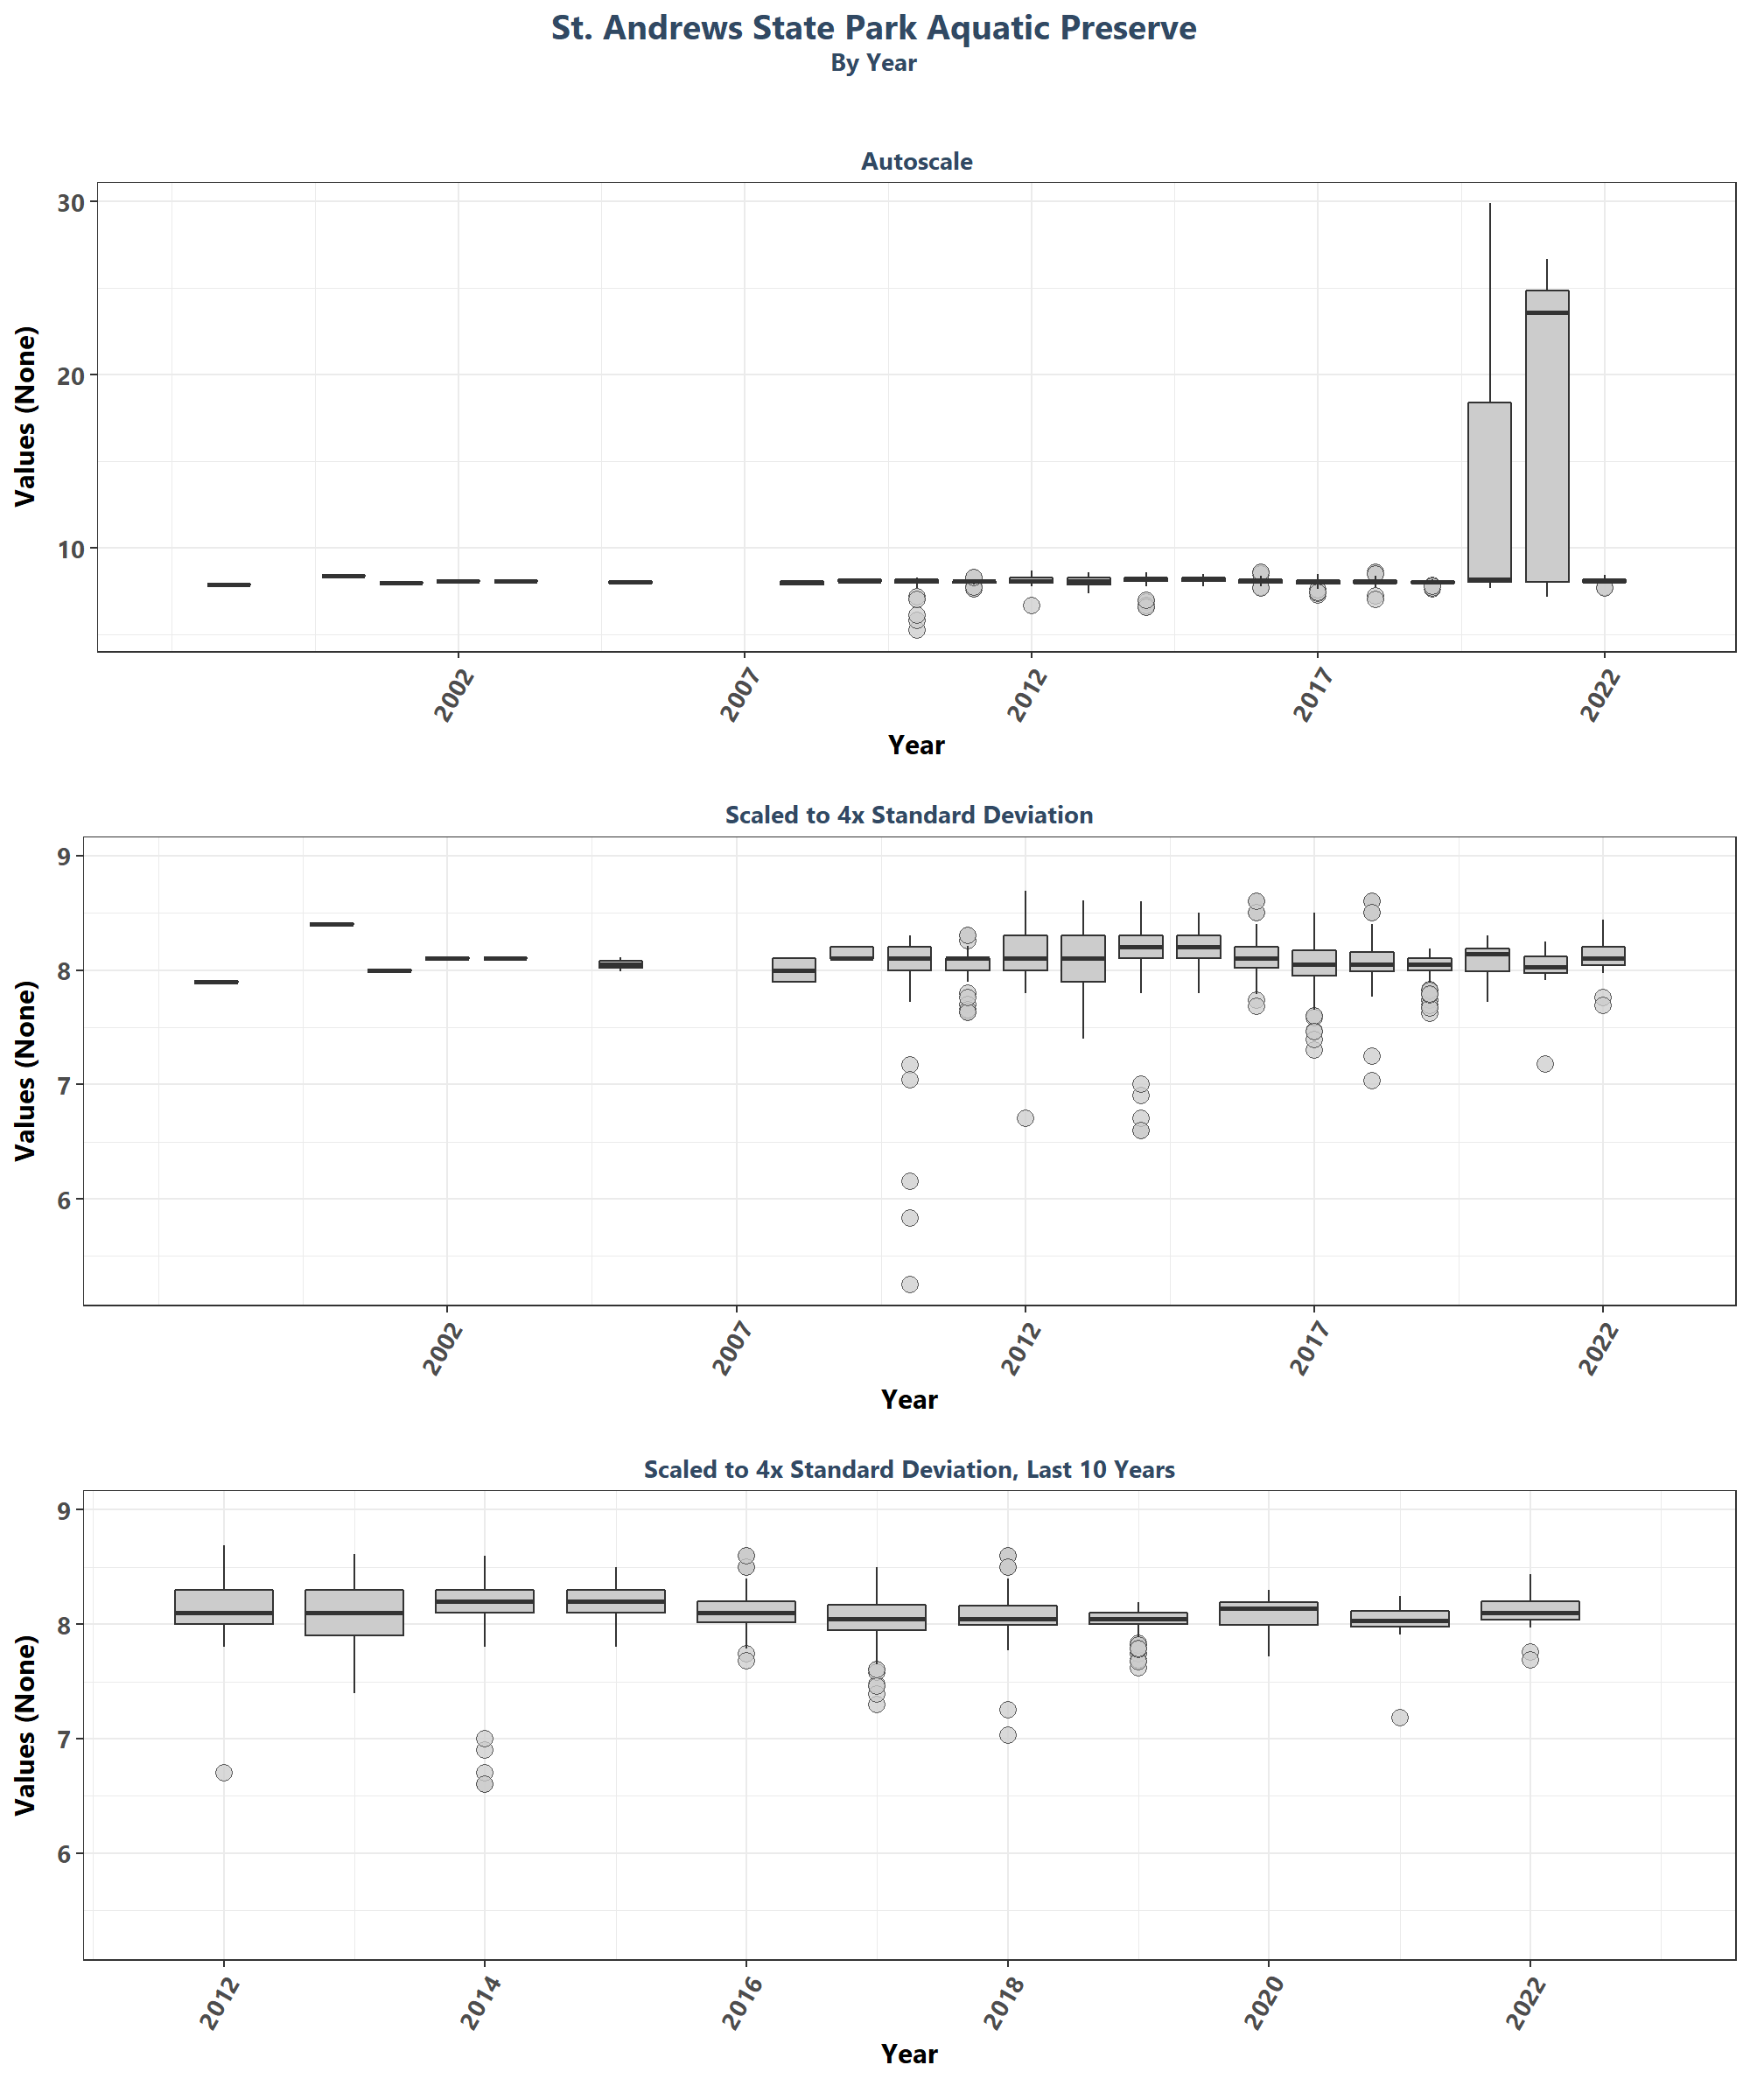 St. Andrews State Park Aquatic Preserve
By Year
Autoscale
Values (None)
30
20
10
2002
2007
2012
2017
2022
Year
Scaled to 4x Standard Deviation
Values (None)
9
8
7
6
2002
2007
2012
2017
2022
Year
Scaled to 4x Standard Deviation, Last 10 Years
Values (None)
9
8
7
6
2012
2014
2016
2018
2020
2022
Year